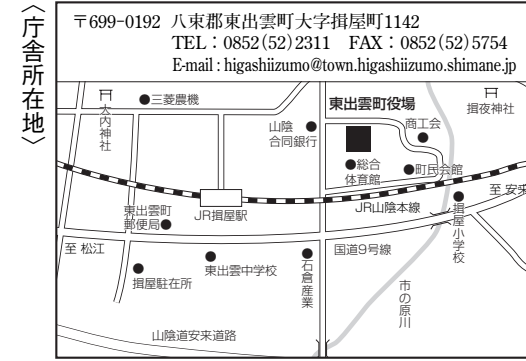 〈庁舎所在地〉
〒699-0192 八束郡東出雲町大字揖屋町1142
TEL：0852(52)2311 FAX：0852(52)5754
E-mail : higashiizumo@town.higashiizumo.shimane.jp
三菱農機
大内神社
山陰
合同銀行
東出雲町役場
商工会
揖夜神社
総合
体育館
町民会館
至 安来
東出雲町
郵便局
JR揖屋駅
JR山陰本線
揖屋小学校
至 松江
国道9号線
揖屋駐在所
東出雲中学校
石倉産業
市の原川
山陰道安来道路